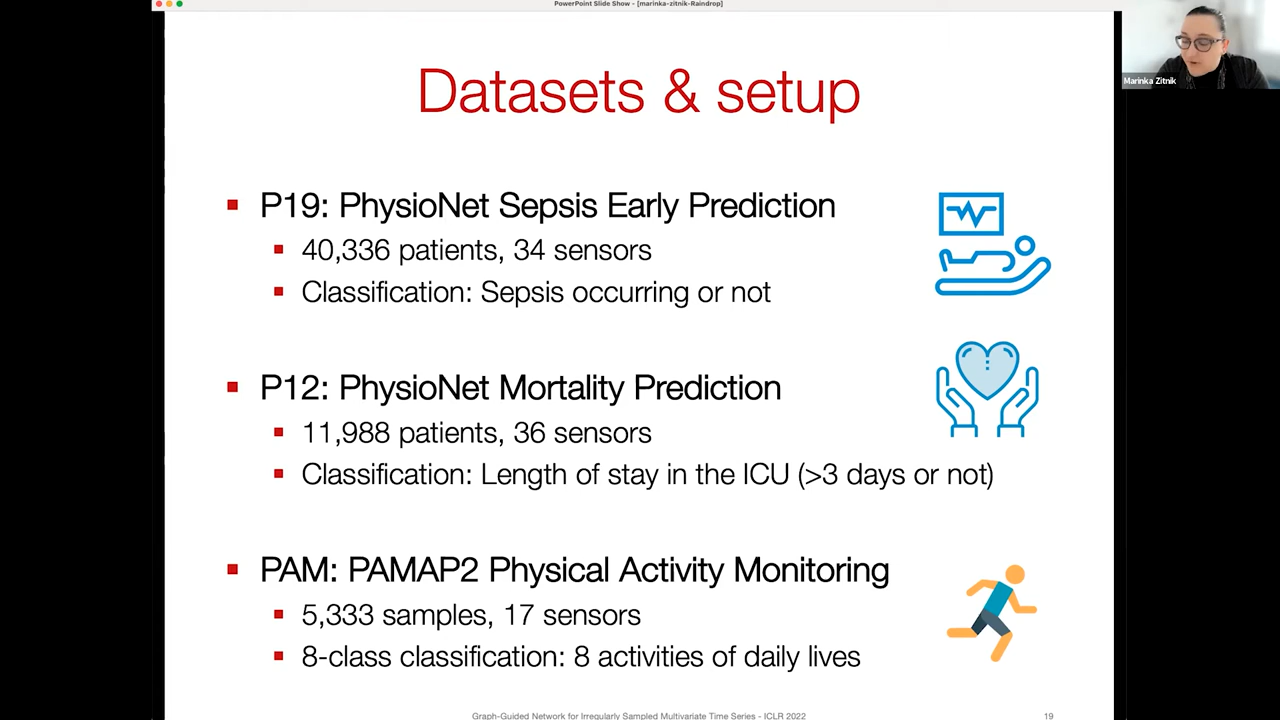 PowerPoint Slide Show - [marinka-zitnik-Raindrop]
Marinka Zitnik
Datasets & setup
P19: PhysioNet Sepsis Early Prediction
40,336 patients, 34 sensors
Classification: Sepsis occurring or not
P12: PhysioNet Mortality Prediction
11,988 patients, 36 sensors
Classification: Length of stay in the ICU (>3 days or not)
PAM: PAMAP2 Physical Activity Monitoring
5,333 samples, 17 sensors
8-class classification: 8 activities of daily lives
Graph-Guided Network for Irregularly Sampled Multivariate Time Series - ICLR 2022
19